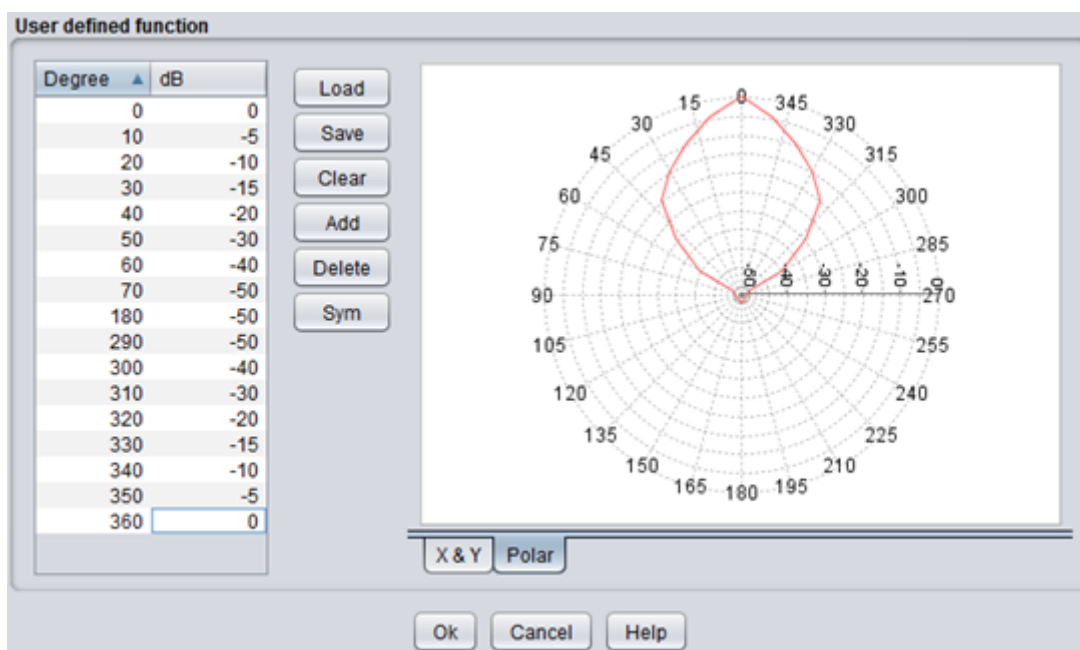 User defined function
Degree dB
0 0
10 -5
20 -10
30 -15
40 -20
50 -30
60 -40
70 -50
180 -50
290 -50
300 -40
310 -30
320 -20
330 -15
340 -10
350 -5
360 0
Load
Save
Clear
Add
Delete
Sym
0
15 345
30 330
45 315
60 300
75 285
90 -50 -40 -30 -20 -10 0 270
105 255
120 240
135 225
150 210
165 180 195
X & Y Polar
Ok Cancel Help